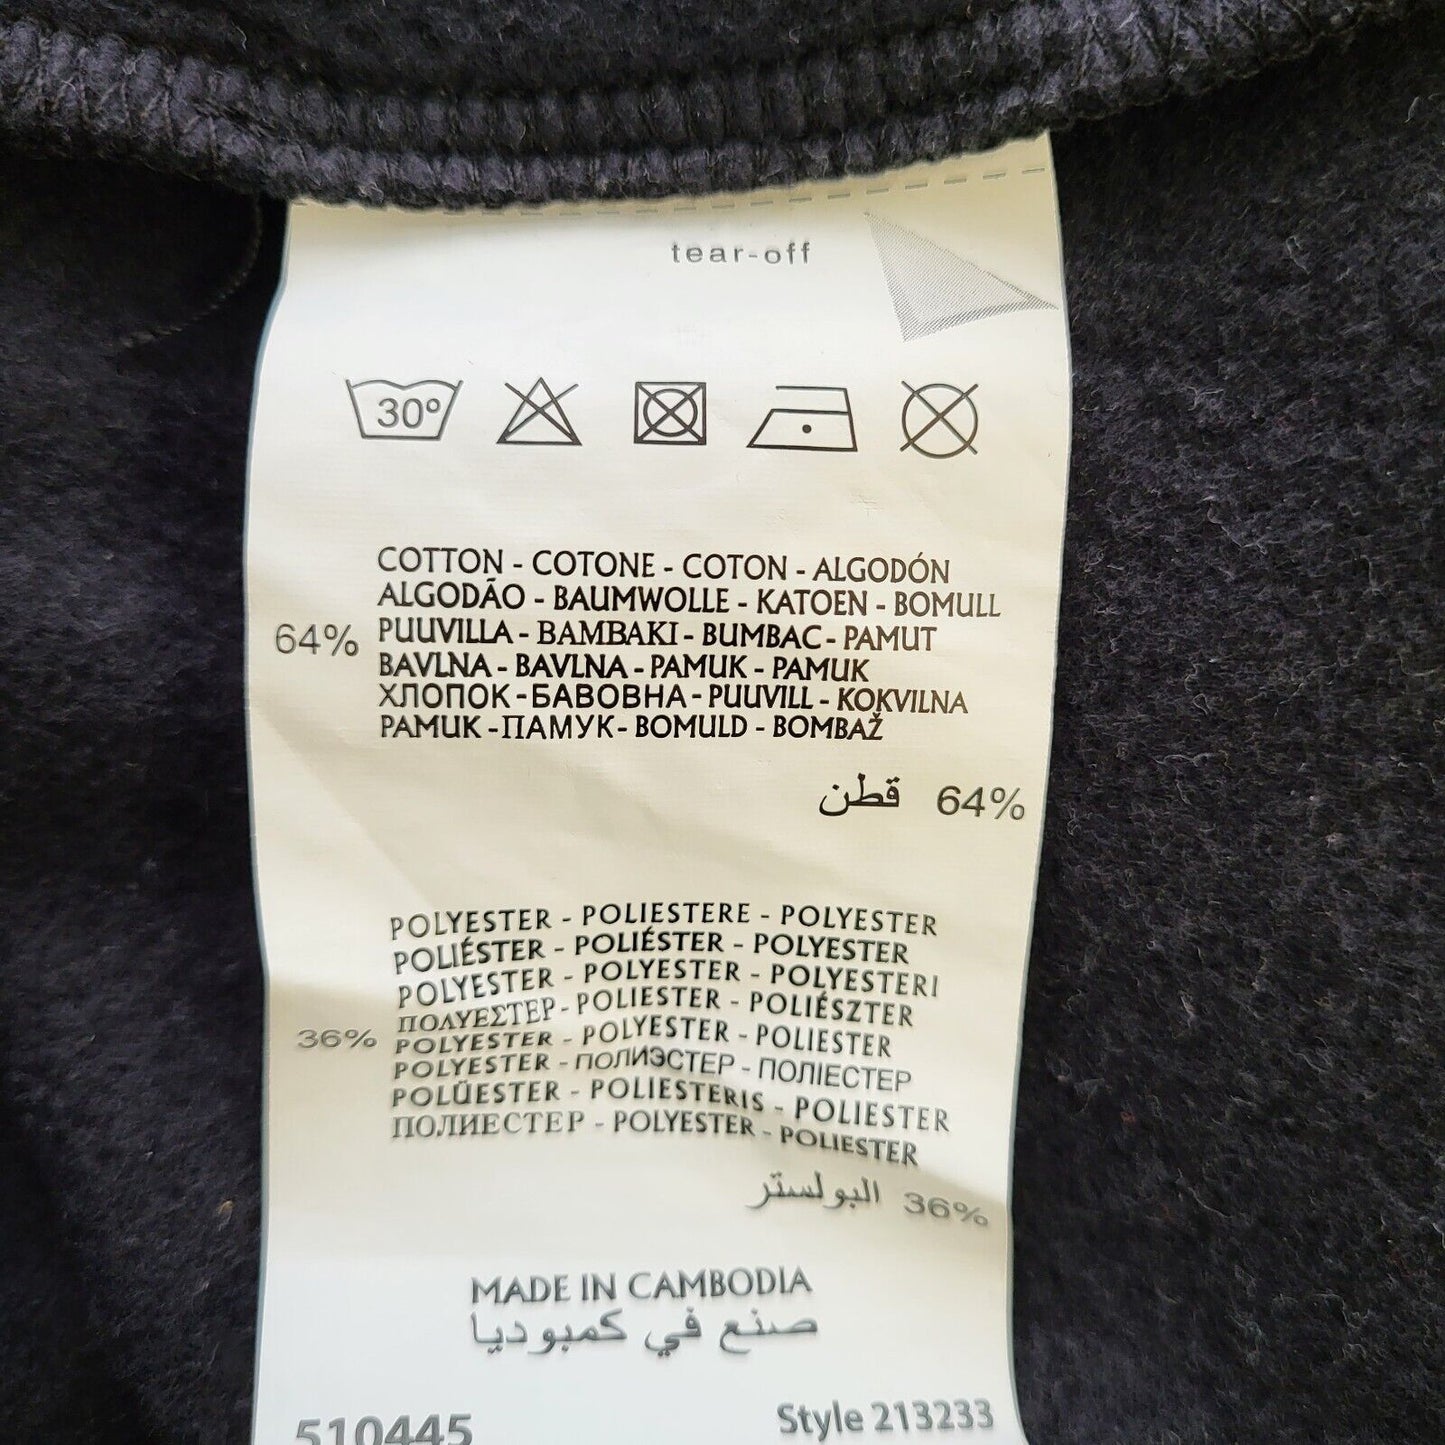 tear-off
30°
COTTON - COTONE - COTON - ALGODÓN
ALGODÃO - BAUMWOLLE - KATOEN - BOMULL
64% PUUVILLA - BAMBAKI - BUMBAC - PAMUT
BAVLNA - BAVLNA - PAMUK - PAMUK
ХЛОПОК - БАВОВНА - PUUVILL - KOKVILNA
PAMUK - ПАМУК - BOMULD - BOMBAŽ
64% قطن
POLYESTER - POLIESTERE - POLYESTER
POLIÉSTER - POLIÉSTER - POLYESTER
POLYESTER - POLYESTER - POLYESTERI
ΠΟΛΥΕΣΤΕΡ - POLIESTER - POLIÉSZTER
36% POLYESTER - POLYESTER - POLIESTER
POLYESTER - ПОЛИЭСТЕР - ПОЛІЕСТЕР
POLÜESTER - POLIESTERIS - POLIESTER
ПОЛИЕСТЕР - POLYESTER - POLIESTER
36% البولستر
MADE IN CAMBODIA
صنع في كمبوديا
510445 Style 213233